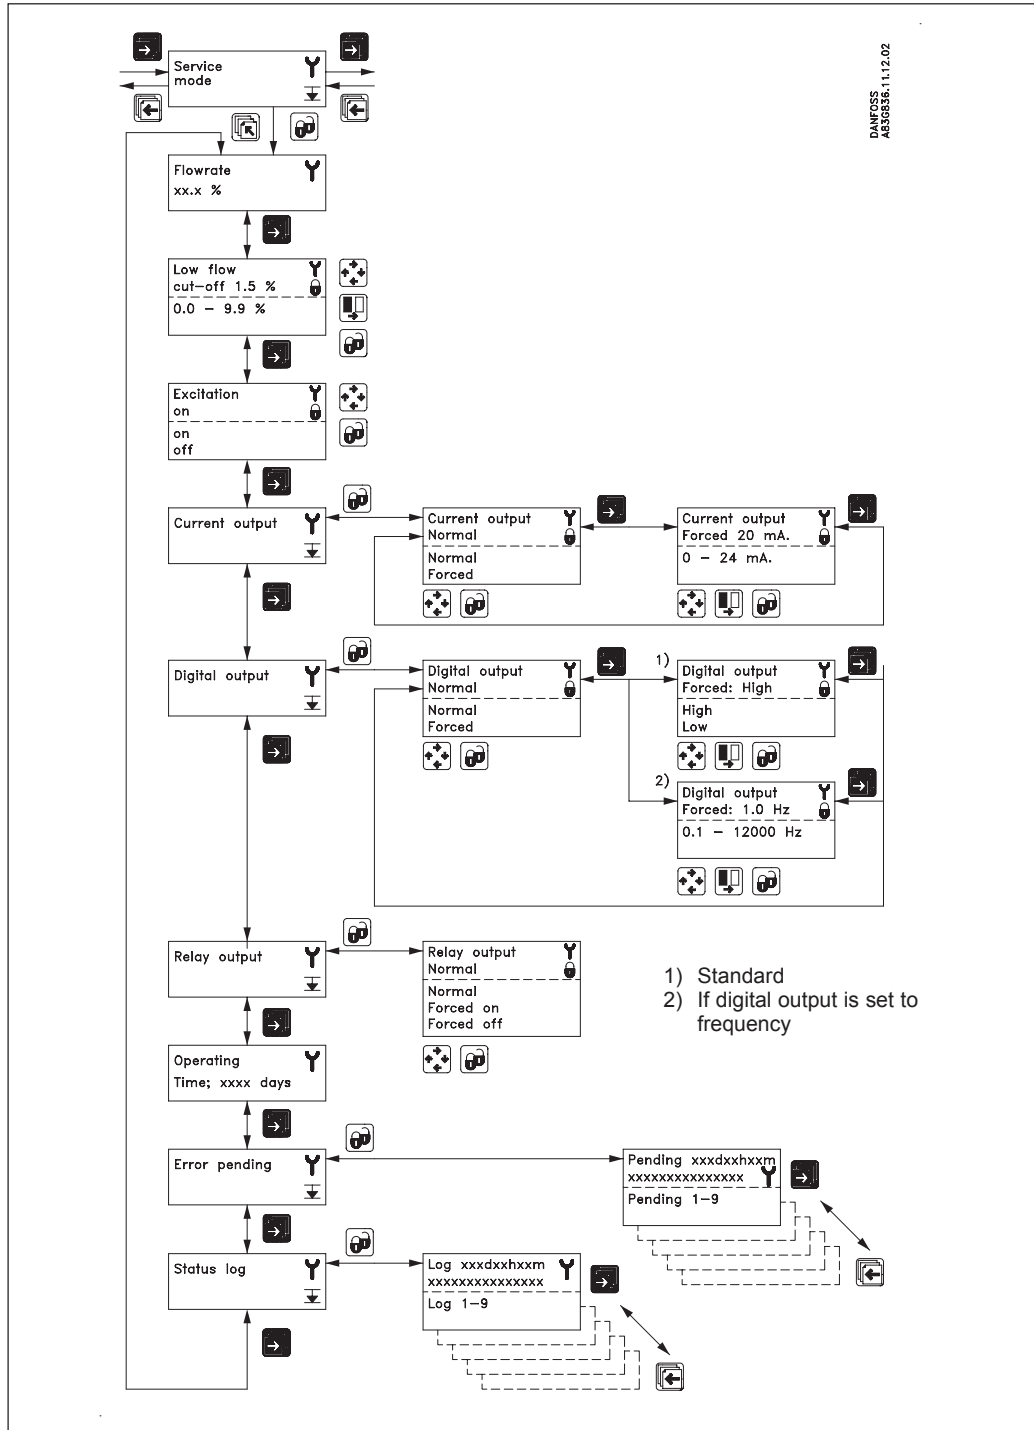 Service
mode
DANFOSS
A83G836.11.12.02
Flowrate
xx.x %
Low flow
cut-off 1.5 %
0.0 - 9.9 %
Excitation
on
on
off
Current output
Current output
Normal
Normal
Forced
Current output
Forced 20 mA.
0 - 24 mA.
Digital output
Digital output
Normal
Normal
Forced
1)
Digital output
Forced: High
High
Low
2)
Digital output
Forced: 1.0 Hz
0.1 - 12000 Hz
Relay output
Relay output
Normal
Normal
Forced on
Forced off
1) Standard
2) If digital output is set to
frequency
Operating
Time; xxxx days
Error pending
Pending xxxdxxhxxm
xxxxxxxxxxxxxxx
Pending 1-9
Status log
Log xxxdxxhxxm
xxxxxxxxxxxxxxx
Log 1-9